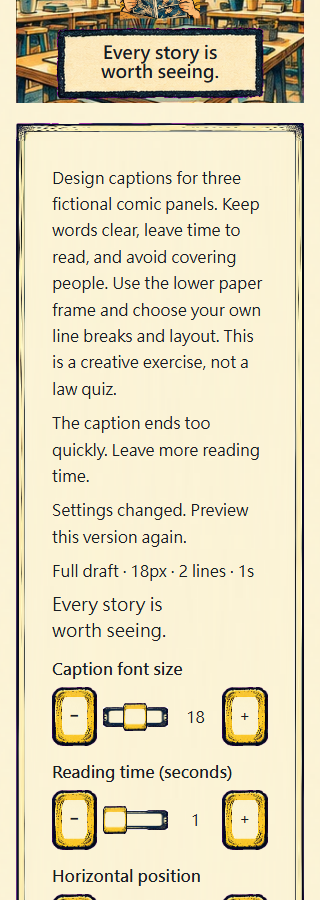 Every story is
worth seeing.
Design captions for three
fictional comic panels. Keep
words clear, leave time to
read, and avoid covering
people. Use the lower paper
frame and choose your own
line breaks and layout. This
is a creative exercise, not a
law quiz.
The caption ends too
quickly. Leave more reading
time.
Settings changed. Preview
this version again.
Full draft · 18px · 2 lines · 1s
Every story is
worth seeing.
Caption font size
- 18 +
Reading time (seconds)
- 1 +
Horizontal position